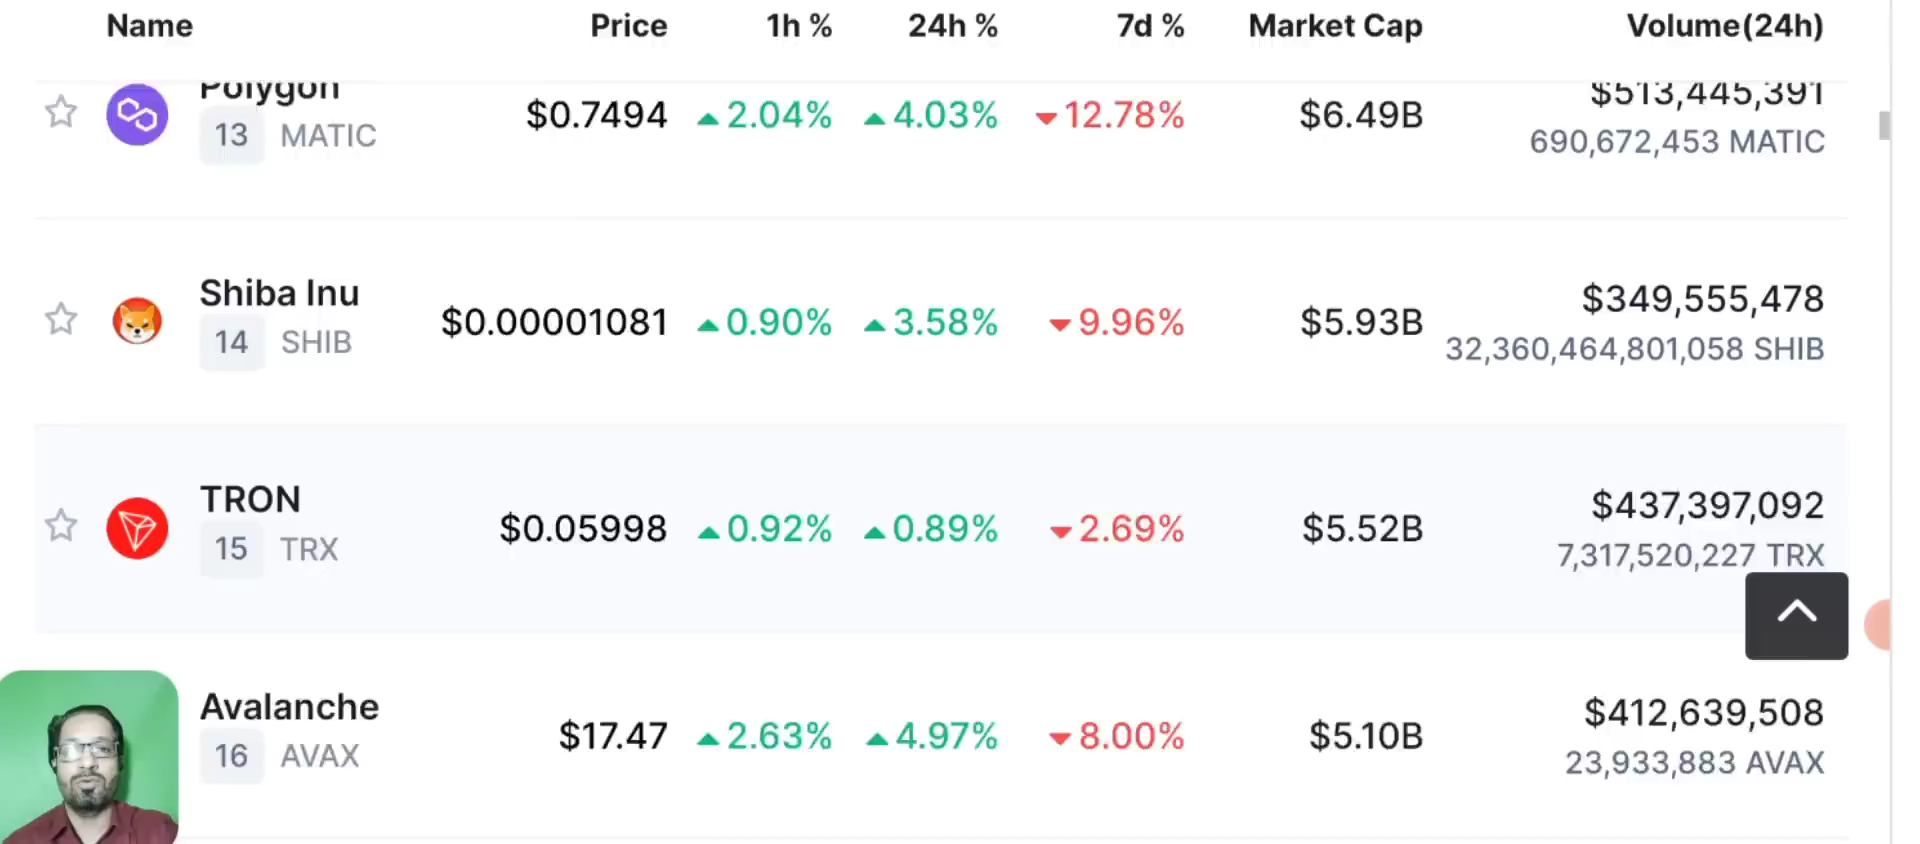 Name Price 1h % 24h % 7d % Market Cap Volume(24h)
Polygon
13 MATIC
$0.7494 2.04% 4.03% 12.78% $6.49B
$513,445,391
690,672,453 MATIC
Shiba Inu
14 SHIB
$0.00001081 0.90% 3.58% 9.96% $5.93B
$349,555,478
32,360,464,801,058 SHIB
TRON
15 TRX
$0.05998 0.92% 0.89% 2.69% $5.52B
$437,397,092
7,317,520,227 TRX
Avalanche
16 AVAX
$17.47 2.63% 4.97% 8.00% $5.10B
$412,639,508
23,933,883 AVAX